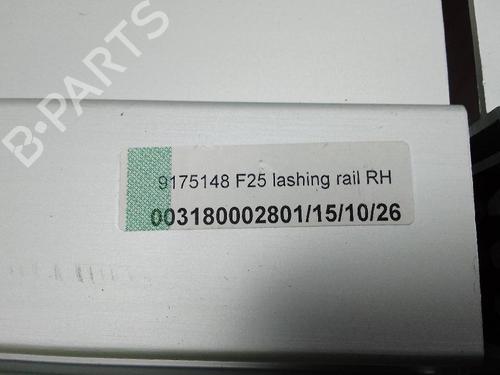 B-PARTS
9175148 F25 lashing rail RH
003180002801/15/10/26